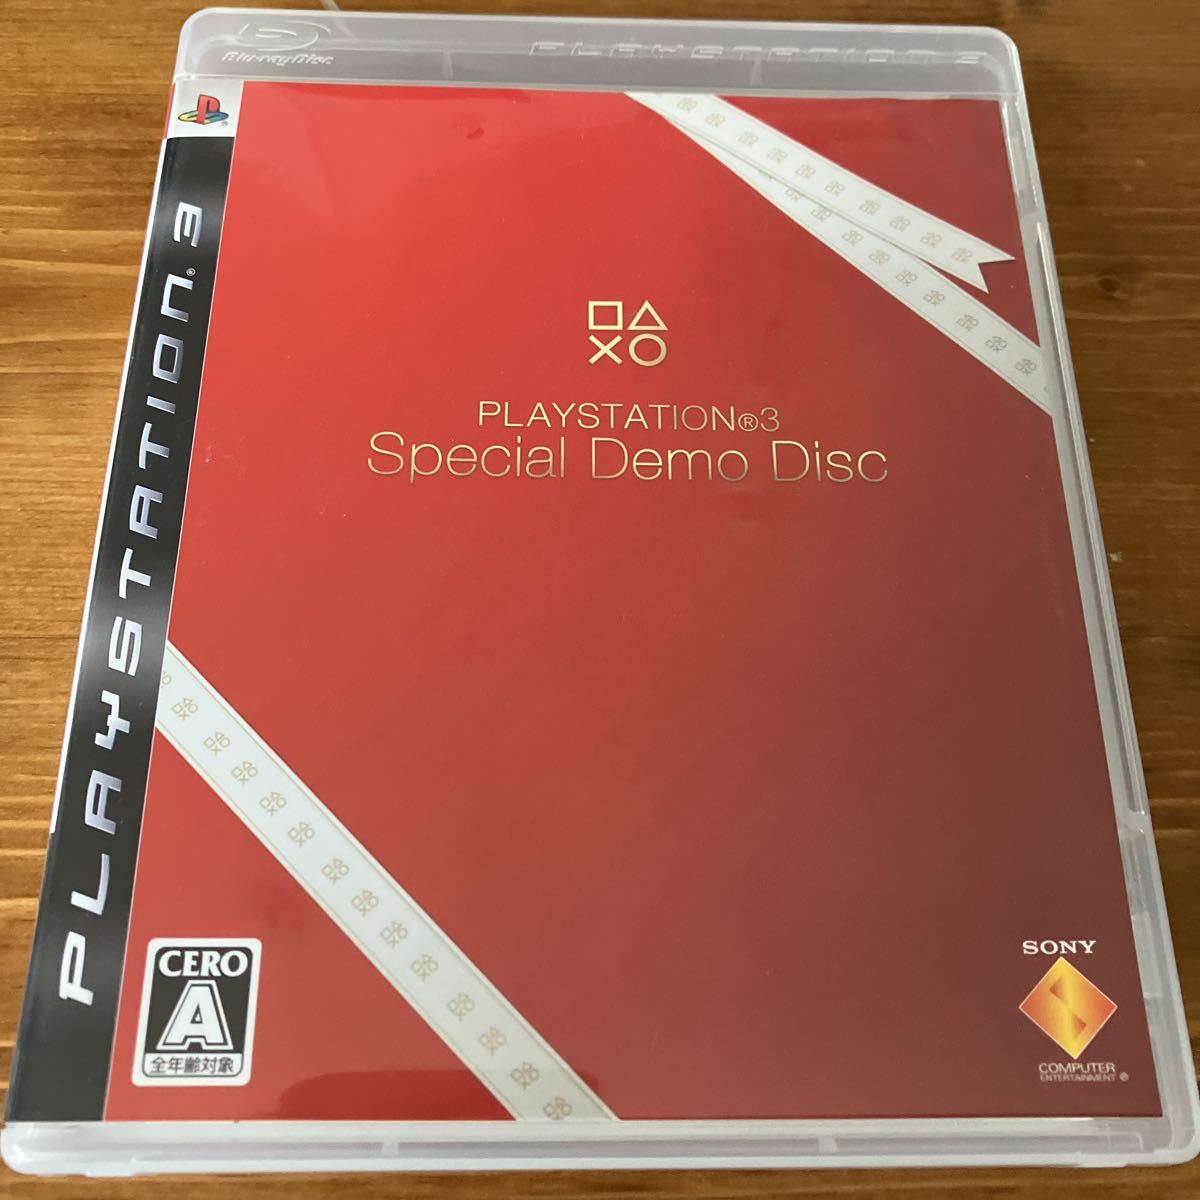 Blu-ray Disc
PLAYSTATION 3
PLAYSTATION®3
PLAYSTATION®3
Special Demo Disc
CERO
A
全年齢対象
SONY
COMPUTER
ENTERTAINMENT®